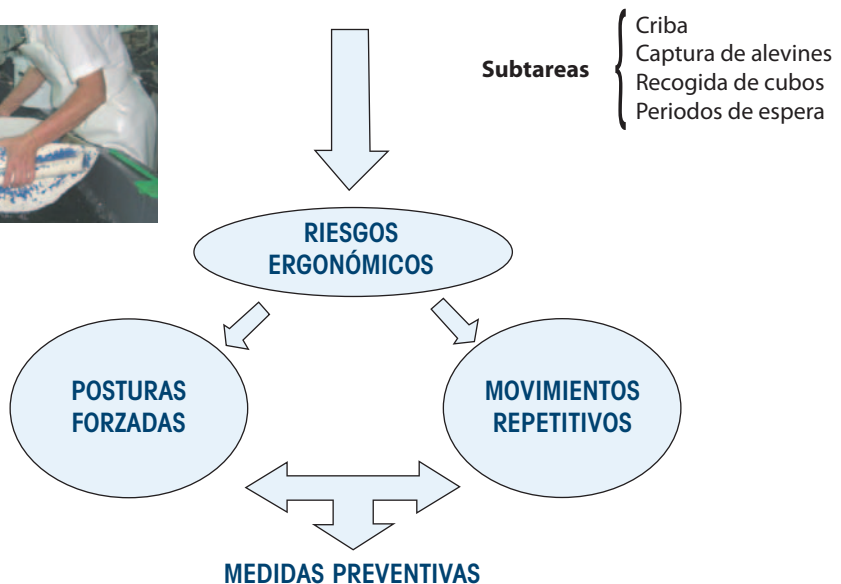 Subtareas
Criba
Captura de alevines
Recogida de cubos
Periodos de espera
RIESGOS
ERGONÓMICOS
POSTURAS
FORZADAS
MOVIMIENTOS
REPETITIVOS
MEDIDAS PREVENTIVAS